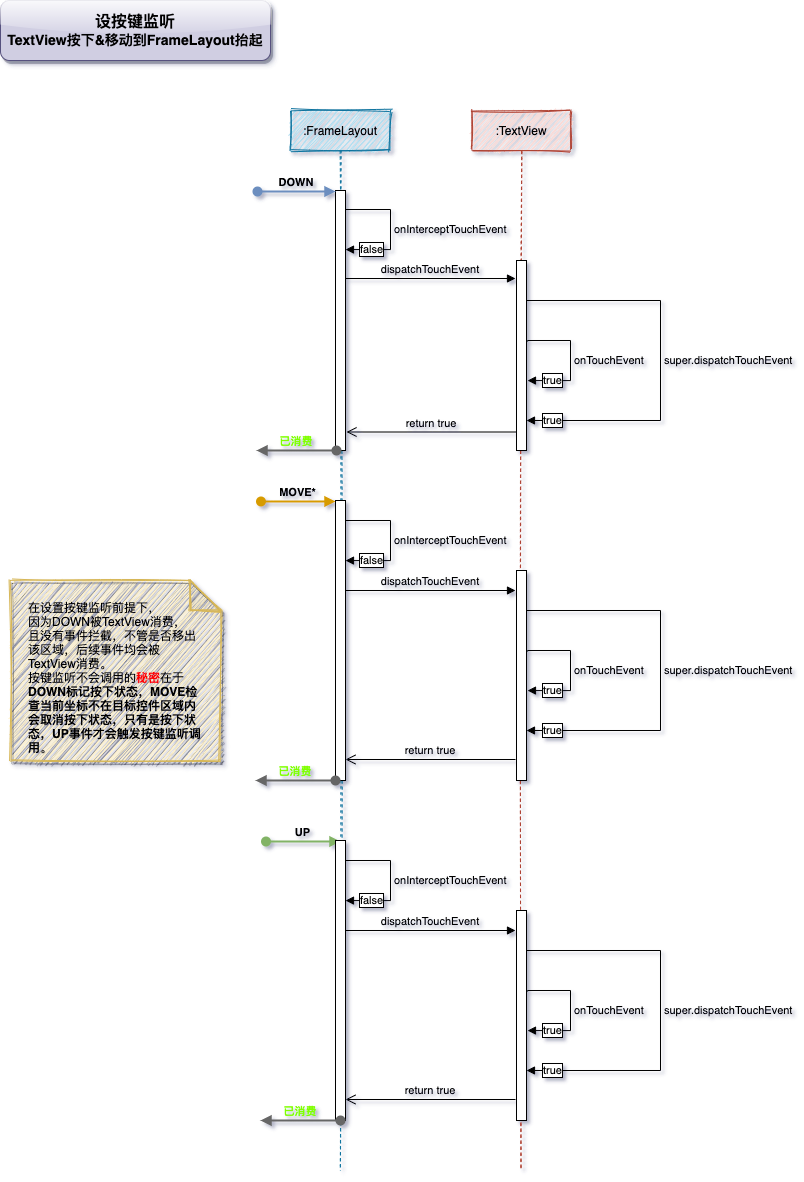 设按键监听
TextView按下&移动到FrameLayout抬起
:FrameLayout
:TextView
DOWN
onInterceptTouchEvent
false
dispatchTouchEvent
onTouchEvent
super.dispatchTouchEvent
true
true
return true
已消费
MOVE*
onInterceptTouchEvent
false
dispatchTouchEvent
在设置按键监听前提下,
因为DOWN被TextView消费,
且没有事件拦截，不管是否移出
该区域，后续事件均会被
TextView消费。
按键监听不会调用的秘密在于
DOWN标记按下状态，MOVE检
查当前坐标不在目标控件区域内
会取消按下状态，只有是按下状
态，UP事件才会触发按键监听调
用。
onTouchEvent
super.dispatchTouchEvent
true
true
return true
已消费
UP
onInterceptTouchEvent
false
dispatchTouchEvent
onTouchEvent
super.dispatchTouchEvent
true
true
return true
已消费